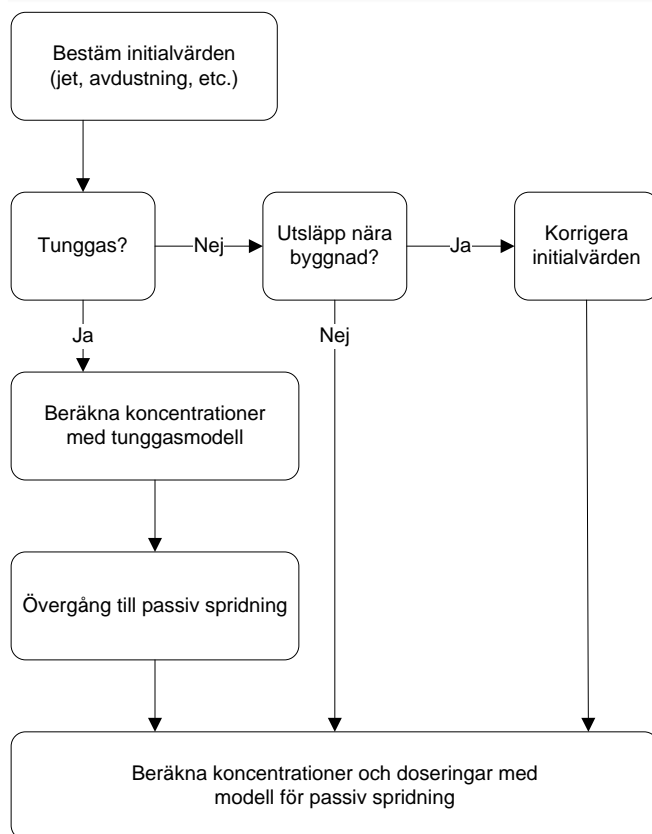 Bestäm initialvärden
(jet, avdustning, etc.)
Tunggas?
Nej
Utsläpp nära
byggnad?
Ja
Korrigera
initialvärden
Ja
Nej
Beräkna koncentrationer
med tunggasmodell
Övergång till passiv spridning
Beräkna koncentrationer och doseringar med
modell för passiv spridning